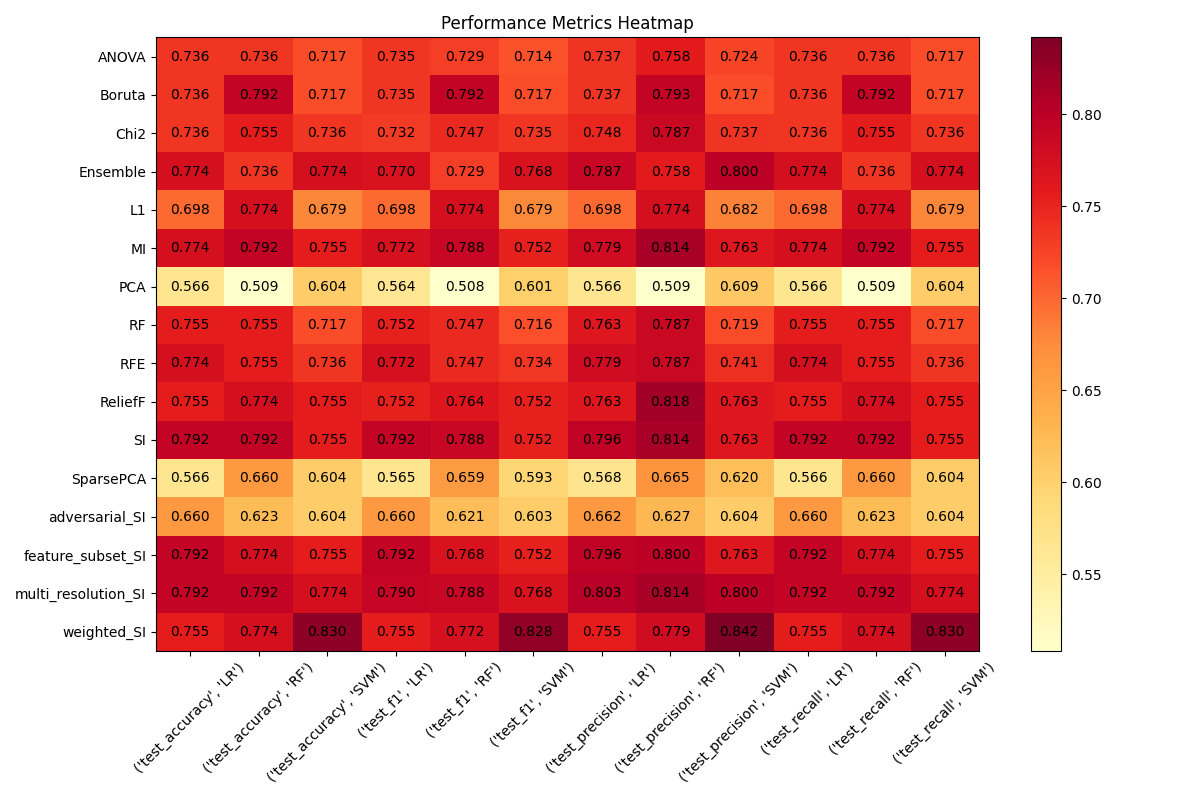 Performance Metrics Heatmap
ANOVA 0.736 0.736 0.717 0.735 0.729 0.714 0.737 0.758 0.724 0.736 0.736 0.717
Boruta 0.736 0.792 0.717 0.735 0.792 0.717 0.737 0.793 0.717 0.736 0.792 0.717
Chi2 0.736 0.755 0.736 0.732 0.747 0.735 0.748 0.787 0.737 0.736 0.755 0.736
Ensemble 0.774 0.736 0.774 0.770 0.729 0.768 0.787 0.758 0.800 0.774 0.736 0.774
L1 0.698 0.774 0.679 0.698 0.774 0.679 0.698 0.774 0.682 0.698 0.774 0.679
MI 0.774 0.792 0.755 0.772 0.788 0.752 0.779 0.814 0.763 0.774 0.792 0.755
PCA 0.566 0.509 0.604 0.564 0.508 0.601 0.566 0.509 0.609 0.566 0.509 0.604
RF 0.755 0.755 0.717 0.752 0.747 0.716 0.763 0.787 0.719 0.755 0.755 0.717
RFE 0.774 0.755 0.736 0.772 0.747 0.734 0.779 0.787 0.741 0.774 0.755 0.736
ReliefF 0.755 0.774 0.755 0.752 0.764 0.752 0.763 0.818 0.763 0.755 0.774 0.755
SI 0.792 0.792 0.755 0.792 0.788 0.752 0.796 0.814 0.763 0.792 0.792 0.755
SparsePCA 0.566 0.660 0.604 0.565 0.659 0.593 0.568 0.665 0.620 0.566 0.660 0.604
adversarial_SI 0.660 0.623 0.604 0.660 0.621 0.603 0.662 0.627 0.604 0.660 0.623 0.604
feature_subset_SI 0.792 0.774 0.755 0.792 0.768 0.752 0.796 0.800 0.763 0.792 0.774 0.755
multi_resolution_SI 0.792 0.792 0.774 0.790 0.788 0.768 0.803 0.814 0.800 0.792 0.792 0.774
weighted_SI 0.755 0.774 0.830 0.755 0.772 0.828 0.755 0.779 0.842 0.755 0.774 0.830
('test_accuracy', 'LR')
('test_accuracy', 'RF')
('test_accuracy', 'SVM')
('test_f1', 'LR')
('test_f1', 'RF')
('test_f1', 'SVM')
('test_precision', 'LR')
('test_precision', 'RF')
('test_precision', 'SVM')
('test_recall', 'LR')
('test_recall', 'RF')
('test_recall', 'SVM')
0.80
0.75
0.70
0.65
0.60
0.55